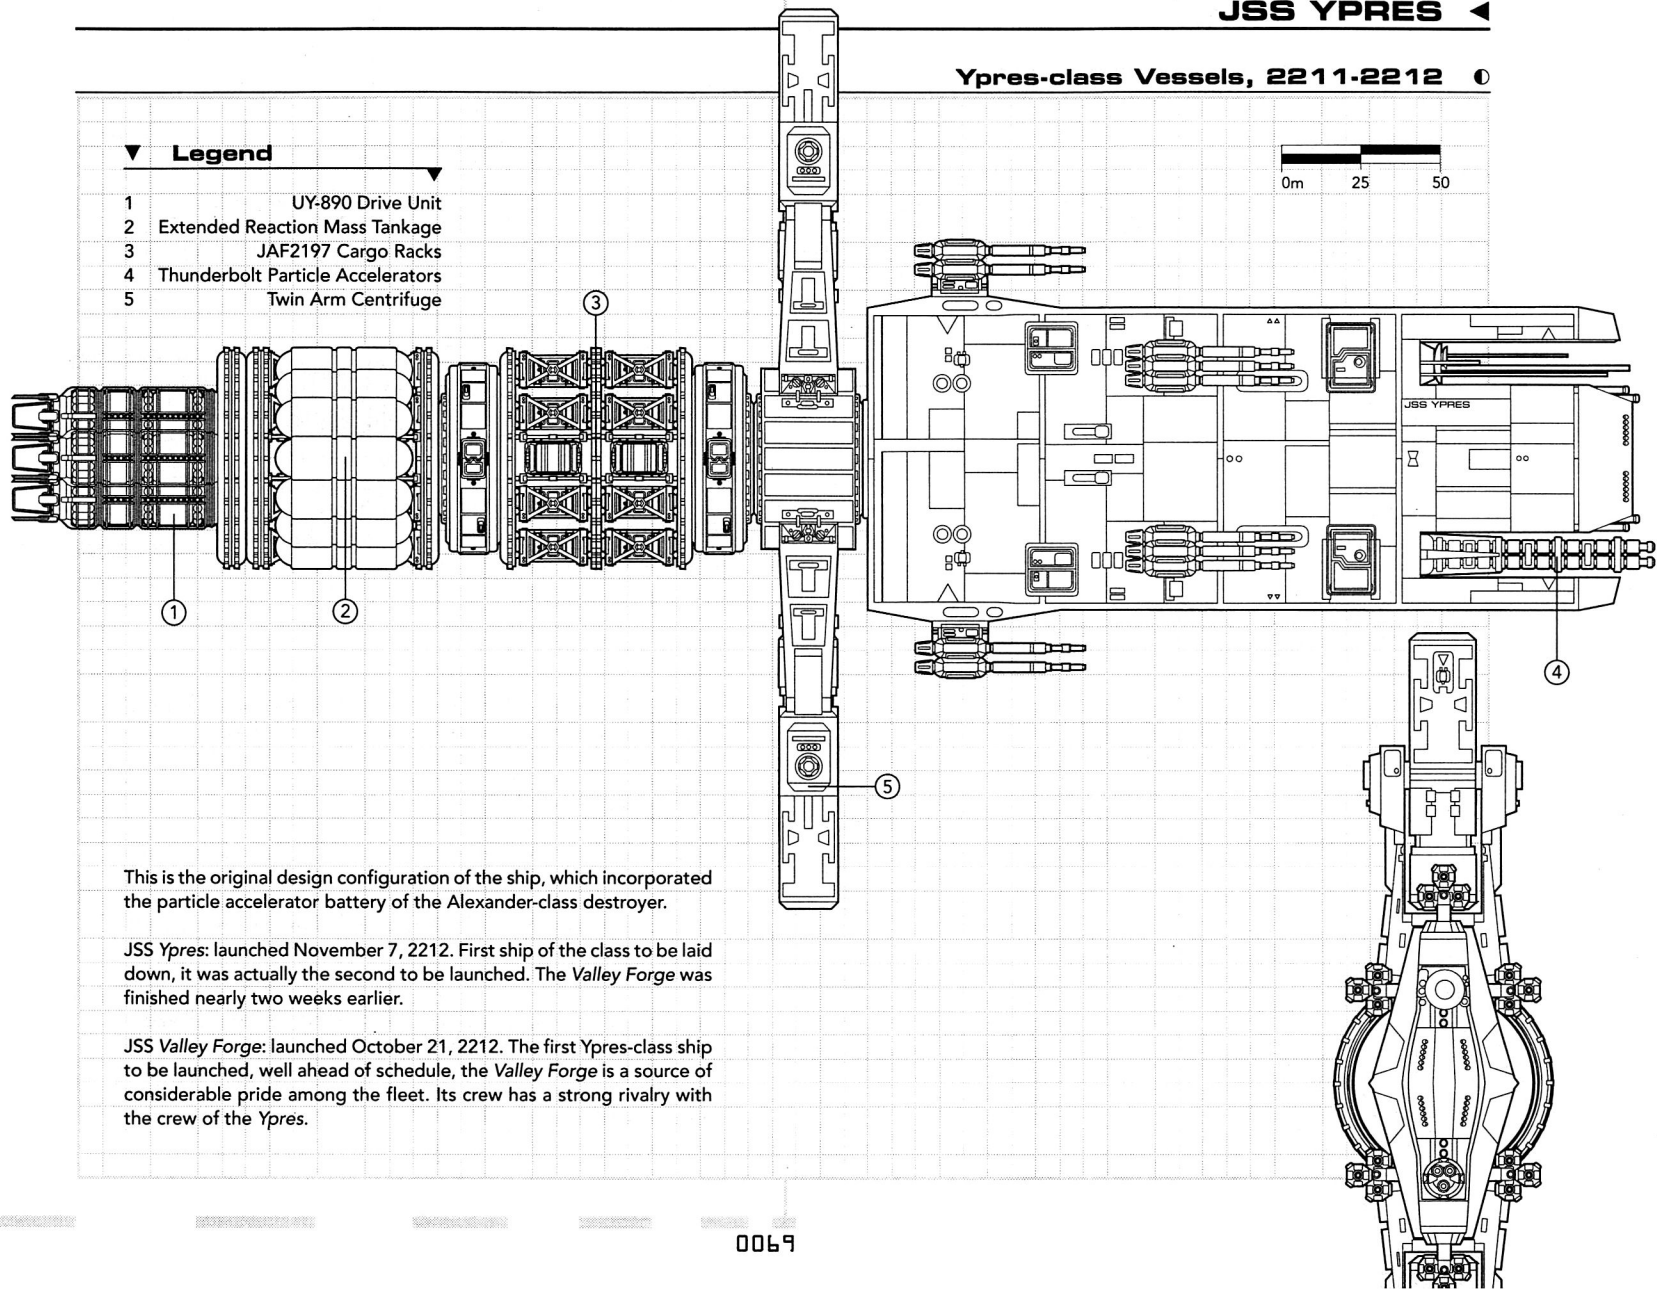 JSS YPRES
Ypres-class Vessels, 2211-2212
Legend
1 UY-890 Drive Unit
2 Extended Reaction Mass Tankage
3 JAF2197 Cargo Racks
4 Thunderbolt Particle Accelerators
5 Twin Arm Centrifuge
0m 25 50
3
JSS YPRES
1
2
4
5
This is the original design configuration of the ship, which incorporated
the particle accelerator battery of the Alexander-class destroyer.
JSS Ypres: launched November 7, 2212. First ship of the class to be laid
down, it was actually the second to be launched. The Valley Forge was
finished nearly two weeks earlier.
JSS Valley Forge: launched October 21, 2212. The first Ypres-class ship
to be launched, well ahead of schedule, the Valley Forge is a source of
considerable pride among the fleet. Its crew has a strong rivalry with
the crew of the Ypres.
0069